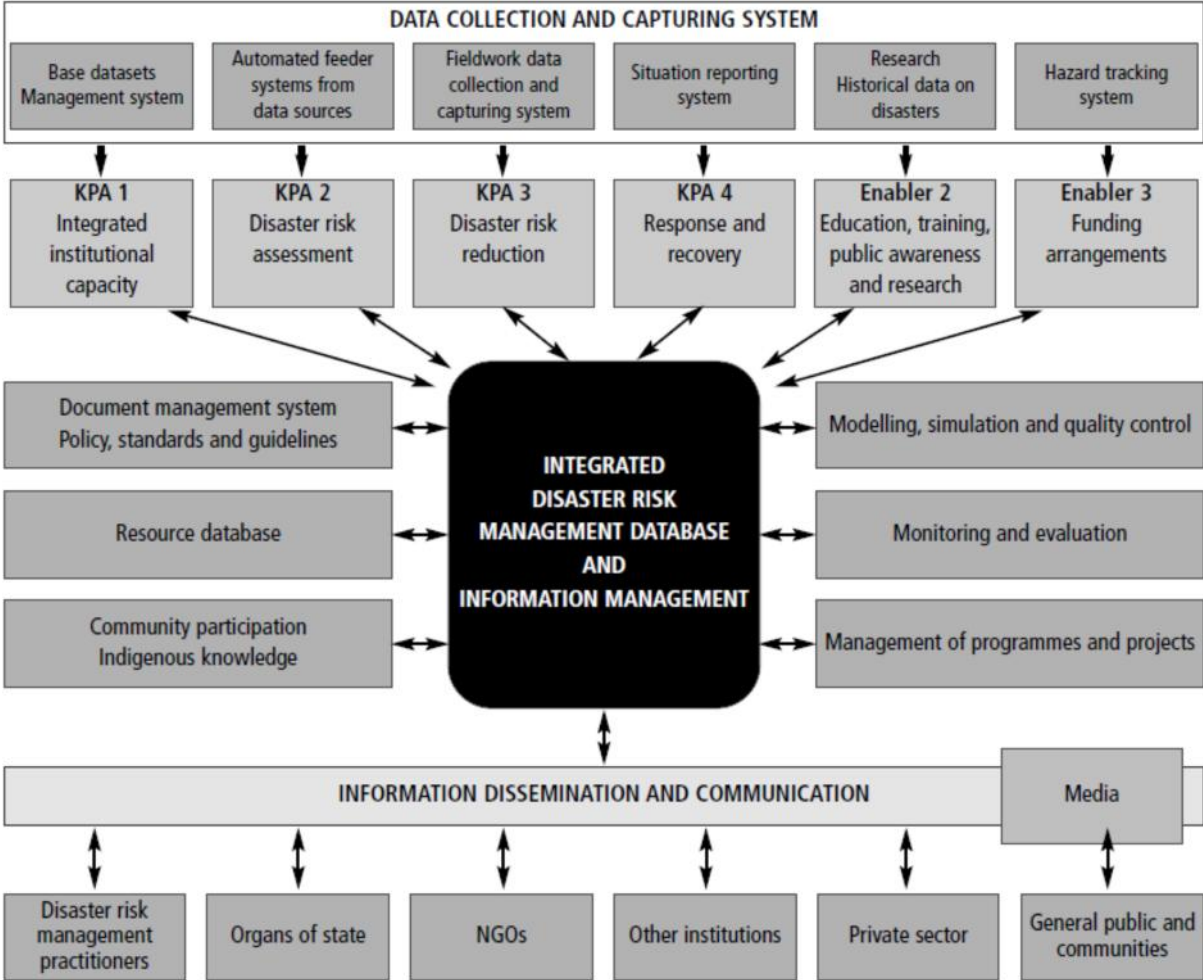 DATA COLLECTION AND CAPTURING SYSTEM
Base datasets
Management system
Automated feeder
systems from
data sources
Fieldwork data
collection and
capturing system
Situation reporting
system
Research
Historical data on
disasters
Hazard tracking
system
KPA 1
Integrated
institutional
capacity
KPA 2
Disaster risk
assessment
KPA 3
Disaster risk
reduction
KPA 4
Response and
recovery
Enabler 2
Education, training,
public awareness
and research
Enabler 3
Funding
arrangements
Document management system
Policy, standards and guidelines
Resource database
Community participation
Indigenous knowledge
INTEGRATED
DISASTER RISK
MANAGEMENT DATABASE
AND
INFORMATION MANAGEMENT
Modelling, simulation and quality control
Monitoring and evaluation
Management of programmes and projects
INFORMATION DISSEMINATION AND COMMUNICATION
Media
Disaster risk
management
practitioners
Organs of state
NGOs
Other institutions
Private sector
General public and
communities